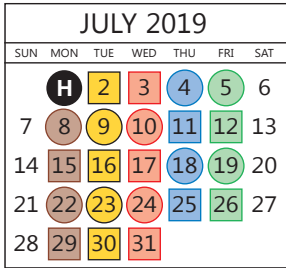 JULY 2019
SUN MON TUE WED THU FRI SAT
H 2 3 4 5 6
7 8 9 10 11 12 13
14 15 16 17 18 19 20
21 22 23 24 25 26 27
28 29 30 31